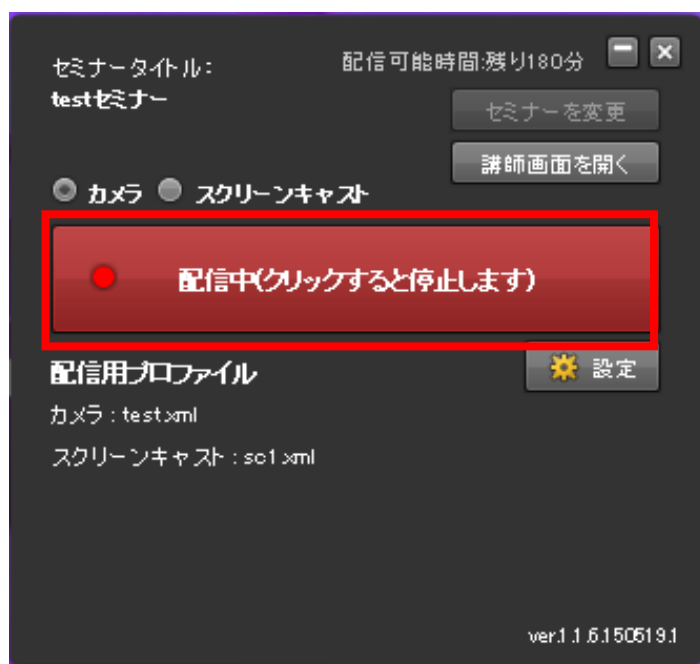 セミナータイトル:
配信可能時間:残り180分
testセミナー
セミナーを変更
講師画面を開く
カメラ スクリーンキャスト
配信中(クリックすると停止します)
配信用プロファイル
設定
カメラ : test.xml
スクリーンキャスト : sc1.xml
ver.1.1.6.150519.1